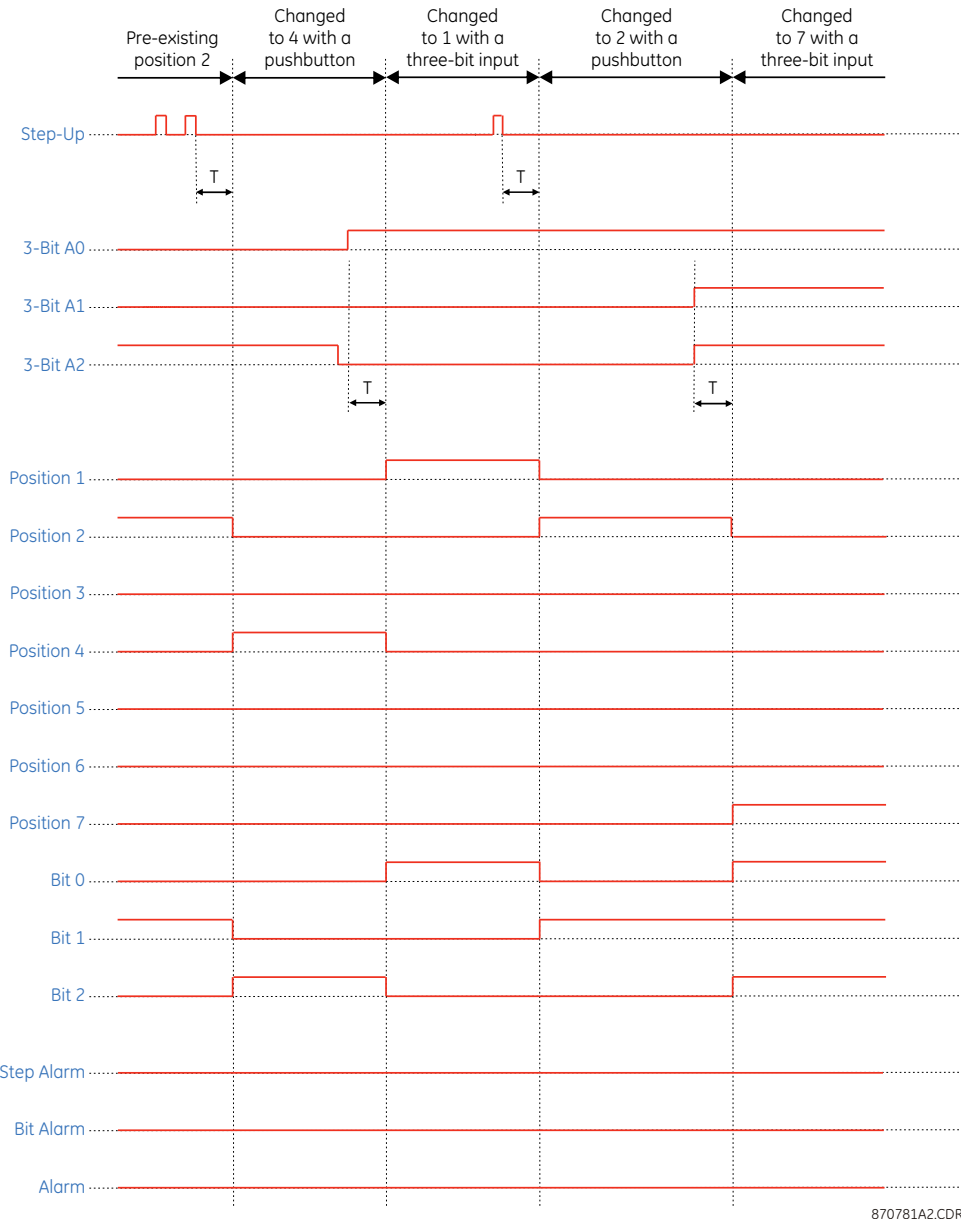 Pre-existing
position 2
Changed
to 4 with a
pushbutton
Changed
to 1 with a
three-bit input
Changed
to 2 with a
pushbutton
Changed
to 7 with a
three-bit input
Step-Up
T
T
3-Bit A0
3-Bit A1
3-Bit A2
T
T
Position 1
Position 2
Position 3
Position 4
Position 5
Position 6
Position 7
Bit 0
Bit 1
Bit 2
Step Alarm
Bit Alarm
Alarm
870781A2.CDR